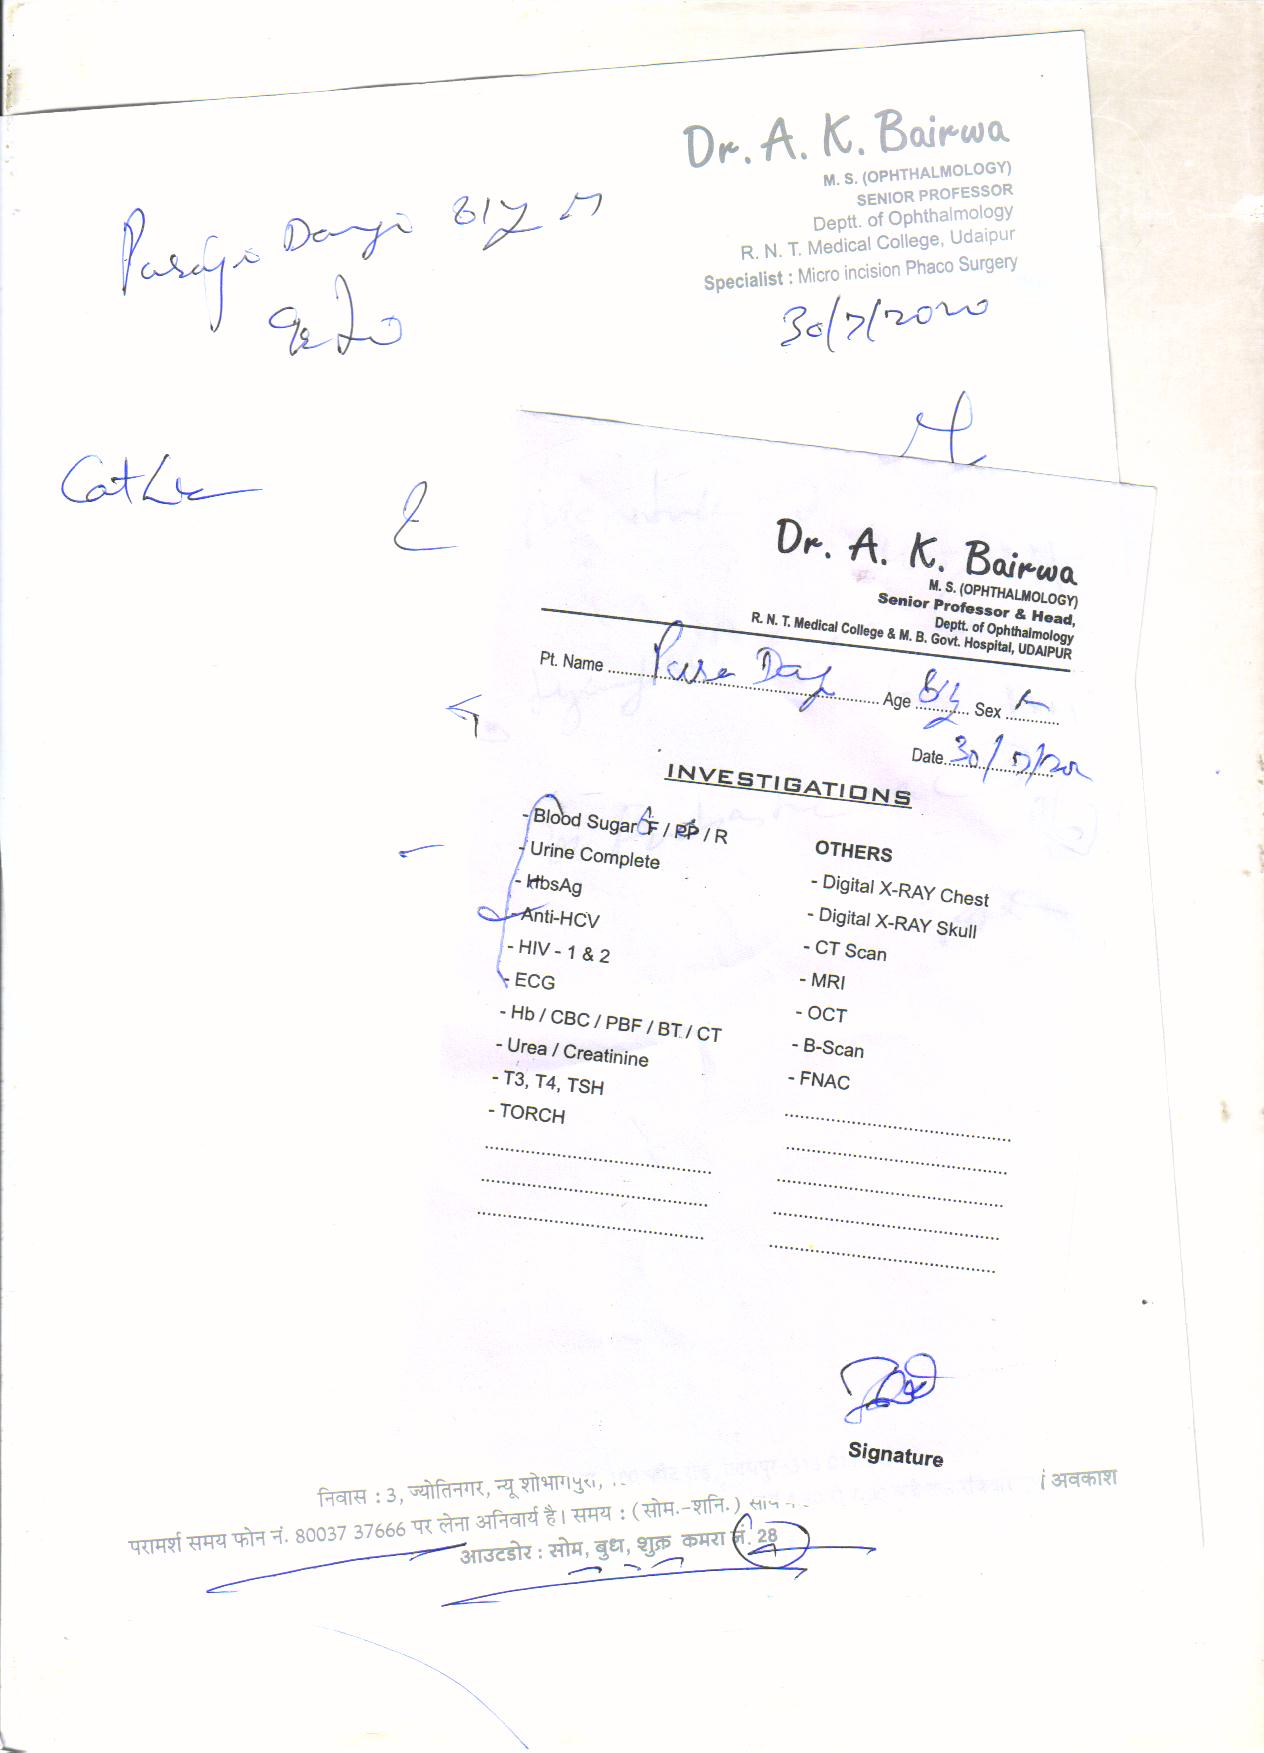 Dr. A. K. Bairwa
M. S. (OPHTHALMOLOGY)
SENIOR PROFESSOR
Deptt. of Ophthalmology
R. N. T. Medical College, Udaipur
Specialist : Micro incision Phaco Surgery
30/7/2020
Dr. A. K. Bairwa
M. S. (OPHTHALMOLOGY)
Senior Professor & Head,
Deptt. of Ophthalmology
R. N. T. Medical College & M. B. Govt. Hospital, UDAIPUR
Pt. Name Age Sex
Date 30/7/20
INVESTIGATIONS
- Blood Sugar F / PP / R
- Urine Complete
- HbsAg
- Anti-HCV
- HIV - 1 & 2
- ECG
- Hb / CBC / PBF / BT / CT
- Urea / Creatinine
- T3, T4, TSH
- TORCH
OTHERS
- Digital X-RAY Chest
- Digital X-RAY Skull
- CT Scan
- MRI
- OCT
- B-Scan
- FNAC
Signature
निवास : 3, ज्योतिनगर, न्यू शोभागपुरा, अवकाश
परामर्श समय फोन नं. 80037 37666 पर लेना अनिवार्य है। समय : (सोम.-शनि.)
आउटडोर : सोम, बुध, शुक्र कमरा नं. 28